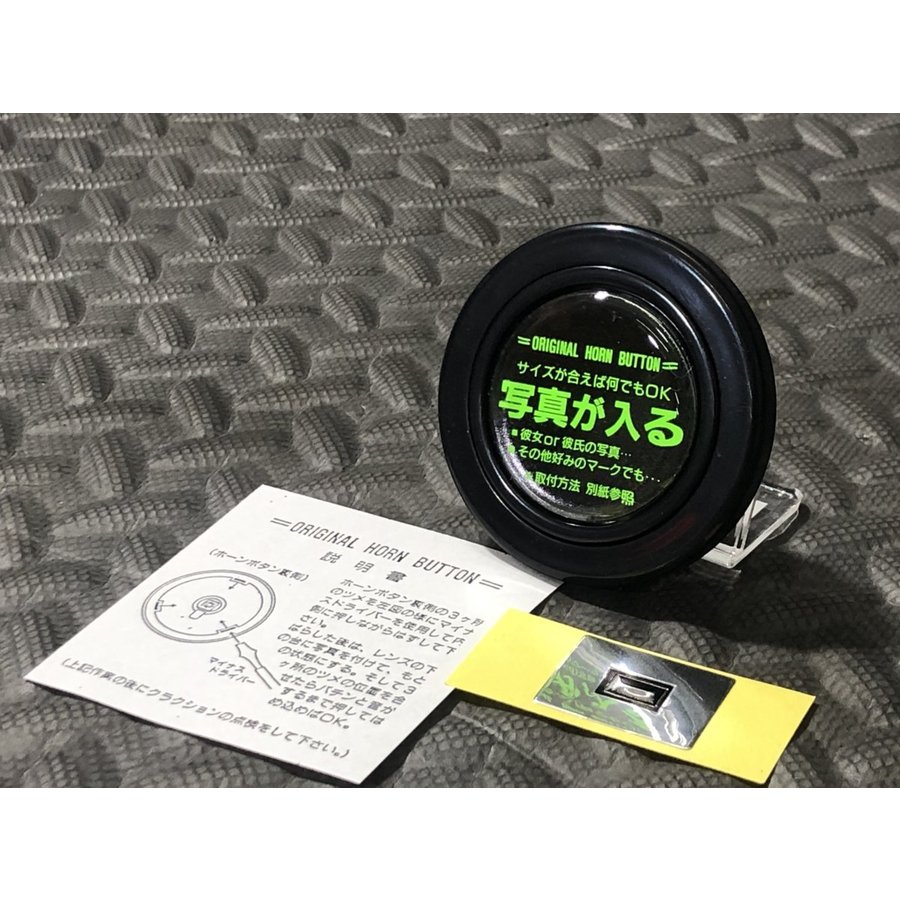 =ORIGINAL HORN BUTTON=
サイズが合えば何でもOK
写真が入る
■彼女or彼氏の写真…
■その他好みのマークでも…
※取付方法 別紙参照
=ORIGINAL HORN BUTTON=
説明書
(ホーンボタン裏側)
マイナス
ドライバー
ホーンボタン裏側の3ヶ所
のツメを左図の様にマイナ
スドライバーを使用して内
側に押しながらはずして下
さい。
ばらした後は、レンズの下
の台に写真を付けて、もと
の状態にする。そして3
ヶ所のツメの位置を合
せたらパチンと音が
するまで押しては
め込めばOK。
(上記作業の後にクラクションの点検をして下さい。)